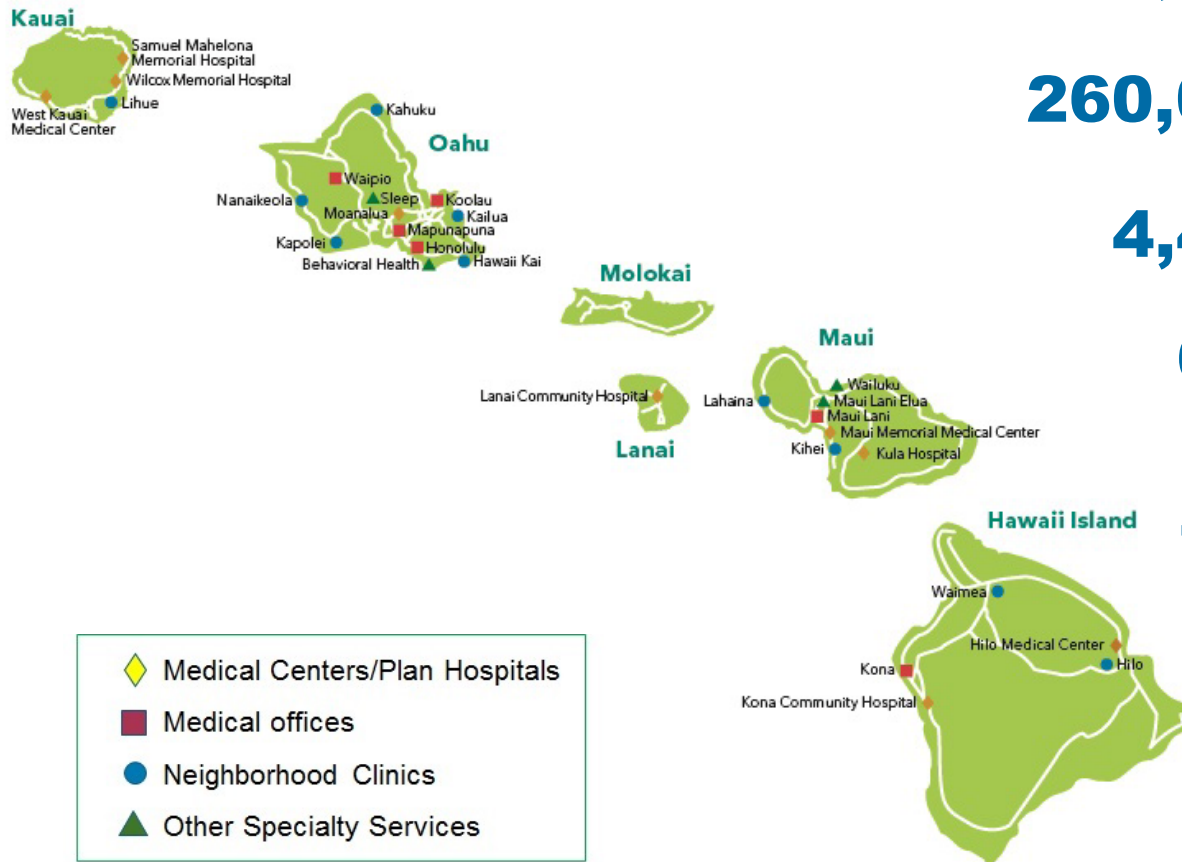 Kauai
Samuel Mahelona
Memorial Hospital
Wilcox Memorial Hospital
Lihue
West Kauai
Medical Center
Kahuku
Oahu
Waipio
Nanaikeola
Sleep
Koolau
Moanalua
Kailua
Mapunapuna
Kapolei
Honolulu
Behavioral Health
Hawaii Kai
Molokai
Lanai Community Hospital
Lanai
Maui
Wailuku
Lahaina
Maui Lani Elua
Maui Lani
Maui Memorial Medical Center
Kihei
Kula Hospital
Hawaii Island
Waimea
Hilo Medical Center
Kona
Hilo
Kona Community Hospital
Medical Centers/Plan Hospitals
Medical offices
Neighborhood Clinics
Other Specialty Services